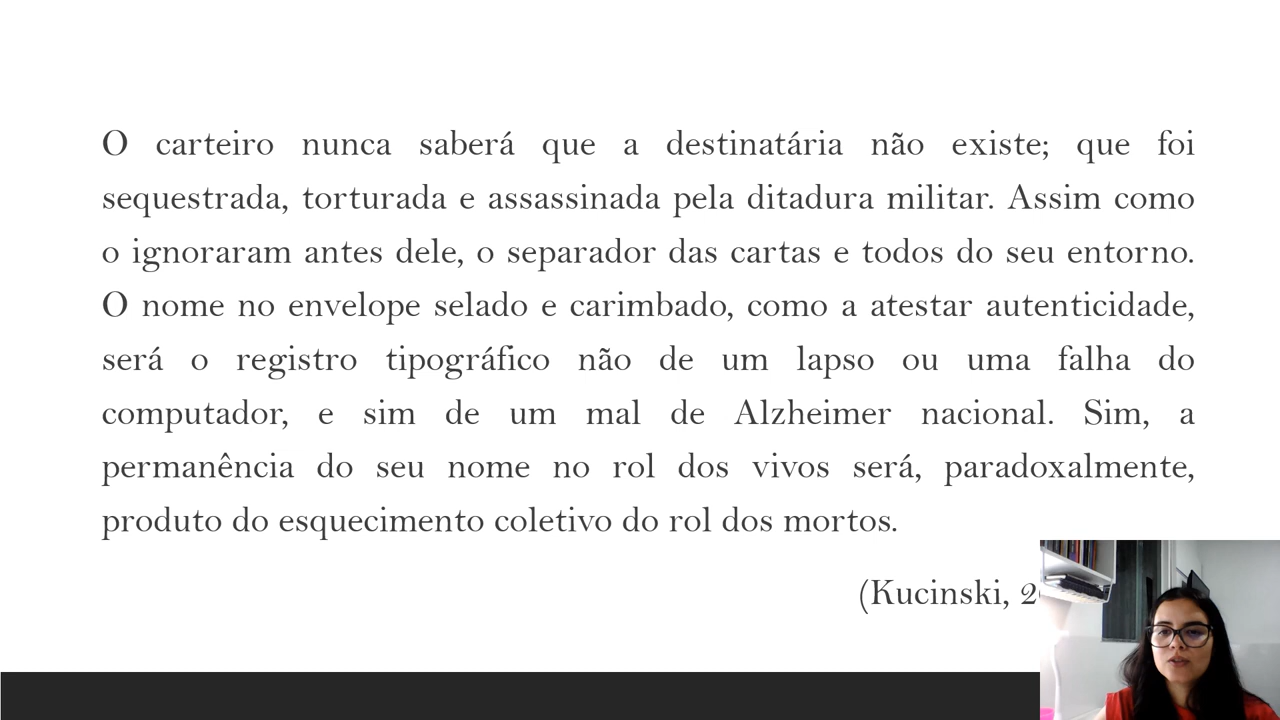 O carteiro nunca saberá que a destinatária não existe; que foi
sequestrada, torturada e assassinada pela ditadura militar. Assim como
o ignoraram antes dele, o separador das cartas e todos do seu entorno.
O nome no envelope selado e carimbado, como a atestar autenticidade,
será o registro tipográfico não de um lapso ou uma falha do
computador, e sim de um mal de Alzheimer nacional. Sim, a
permanência do seu nome no rol dos vivos será, paradoxalmente,
produto do esquecimento coletivo do rol dos mortos.
(Kucinski,